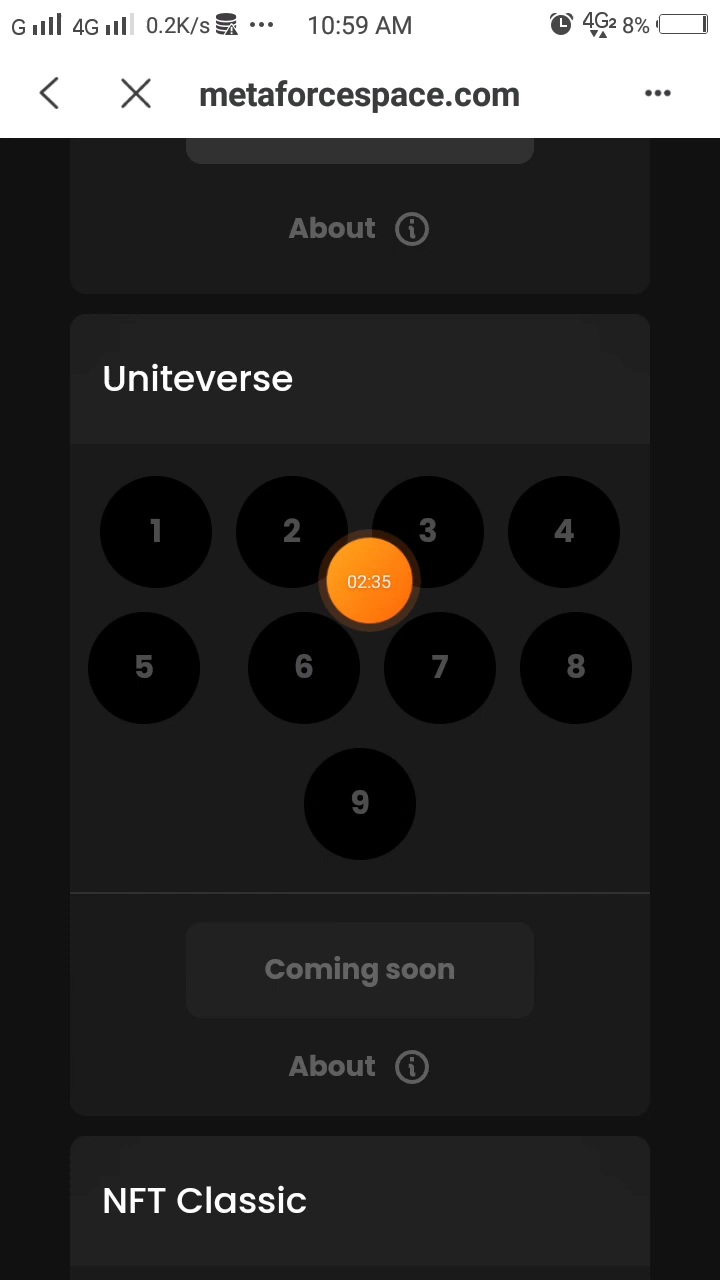 G 4G 0.2K/s ... 10:59 AM 4G2 8%
metaforcespace.com ...
About
Uniteverse
1 2 3 4
02:35
5 6 7 8
9
Coming soon
About
NFT Classic